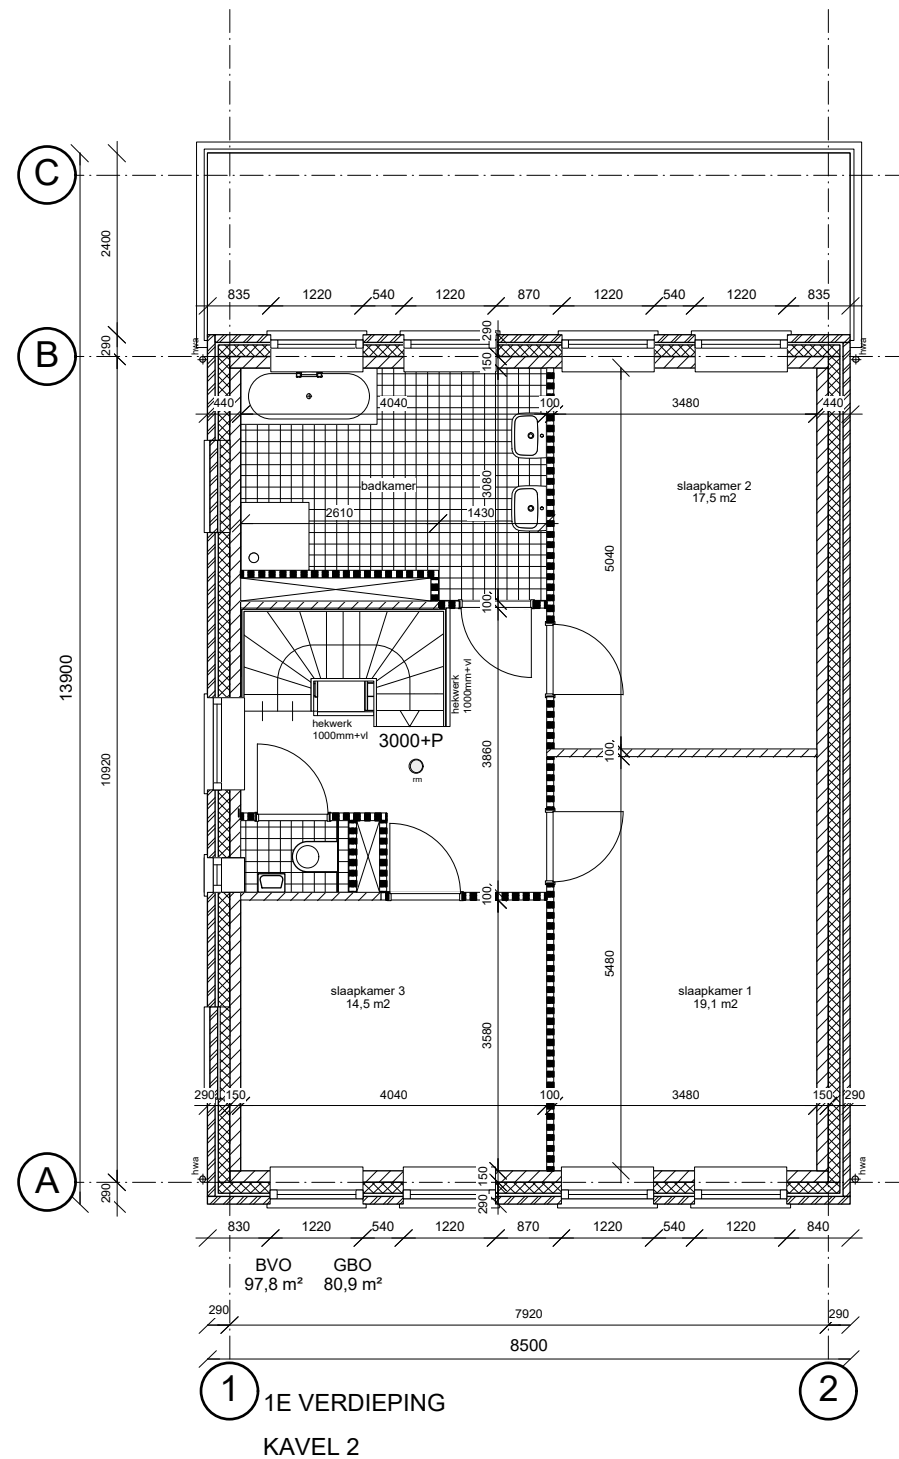 C
2400
835 1220 540 1220 870 1220 540 1220 835
hwa
hwa
290
B
290
150
440 4040 100 3480 440
badkamer
3080
slaapkamer 2
17,5 m2
2610 1430
5040
100
hekwerk
1000mm+vl
hekwerk
1000mm+vl
3000+P
rm
3860
100
13900
10920
100
slaapkamer 3
14,5 m2
5480
slaapkamer 1
19,1 m2
3580
290 150 4040 100 3480 150 290
hwa
hwa
A
290
150
290
830 1220 540 1220 870 1220 540 1220 840
BVO GBO
97,8 m² 80,9 m²
290 7920 290
8500
1 2
1E VERDIEPING
KAVEL 2